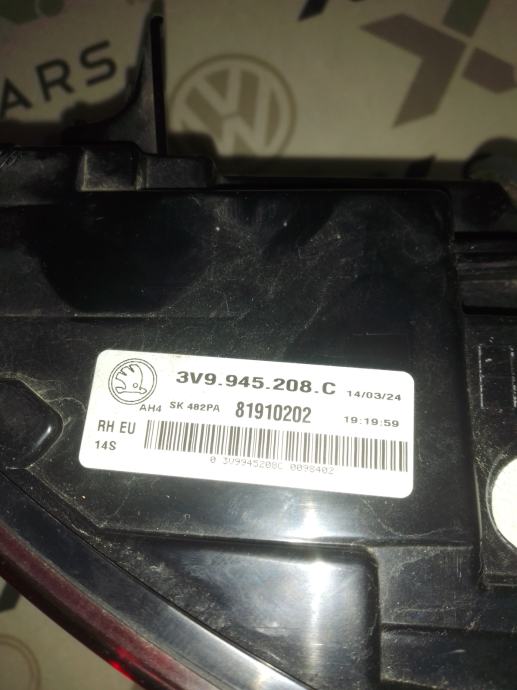 ARS
3V9.945.208.C 14/03/24
AH4 SK 482PA 81910202 19:19:59
RH EU
14S
0 3V9945208C 0098402